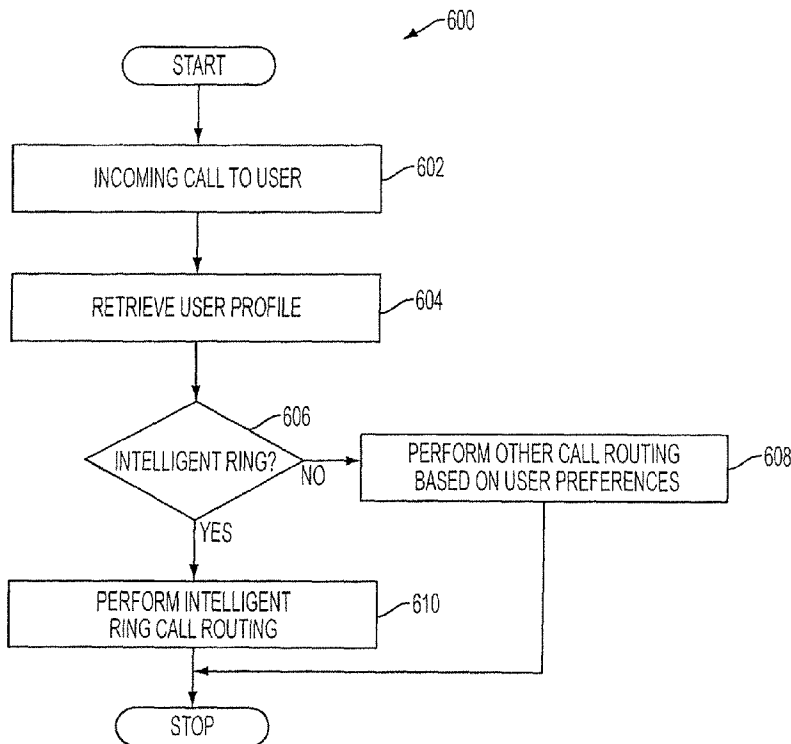 600
START
INCOMING CALL TO USER
602
RETRIEVE USER PROFILE
604
606
INTELLIGENT RING?
NO
PERFORM OTHER CALL ROUTING
BASED ON USER PREFERENCES
608
YES
PERFORM INTELLIGENT
RING CALL ROUTING
610
STOP